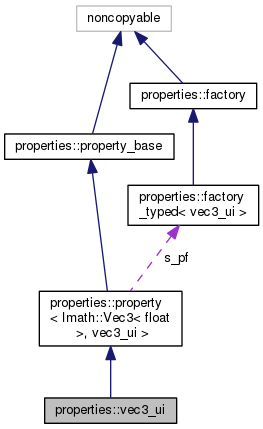 noncopyable
properties::factory
properties::property_base
properties::factory
_typed< vec3_ui >
s_pf
properties::property
< Imath::Vec3< float
>, vec3_ui >
properties::vec3_ui